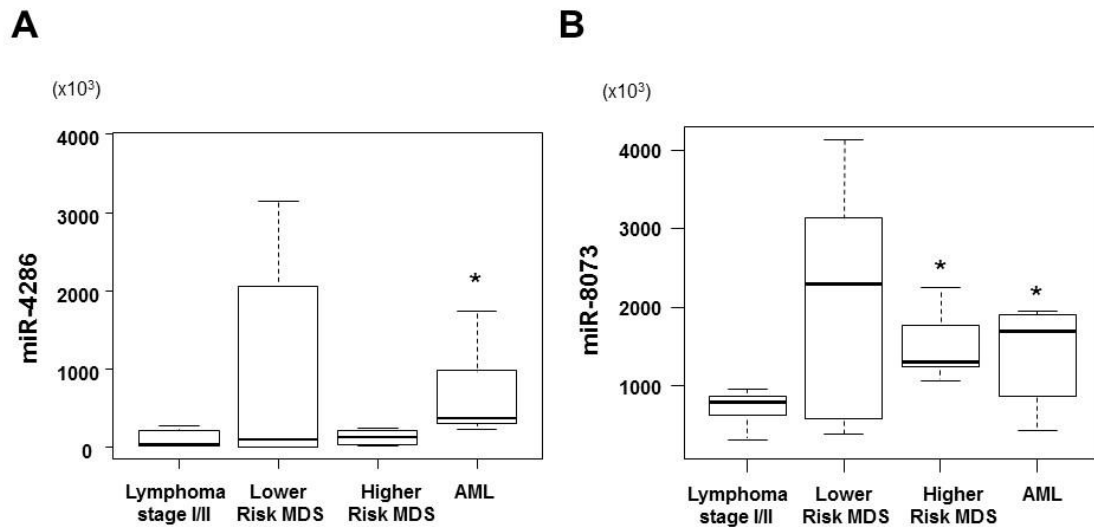 A
(x10³)
4000
3000
2000
1000
0
miR-4286
*
Lymphoma stage I/II
Lower Risk MDS
Higher Risk MDS
AML
B
(x10³)
4000
3000
2000
1000
miR-8073
*
*
Lymphoma stage I/II
Lower Risk MDS
Higher Risk MDS
AML